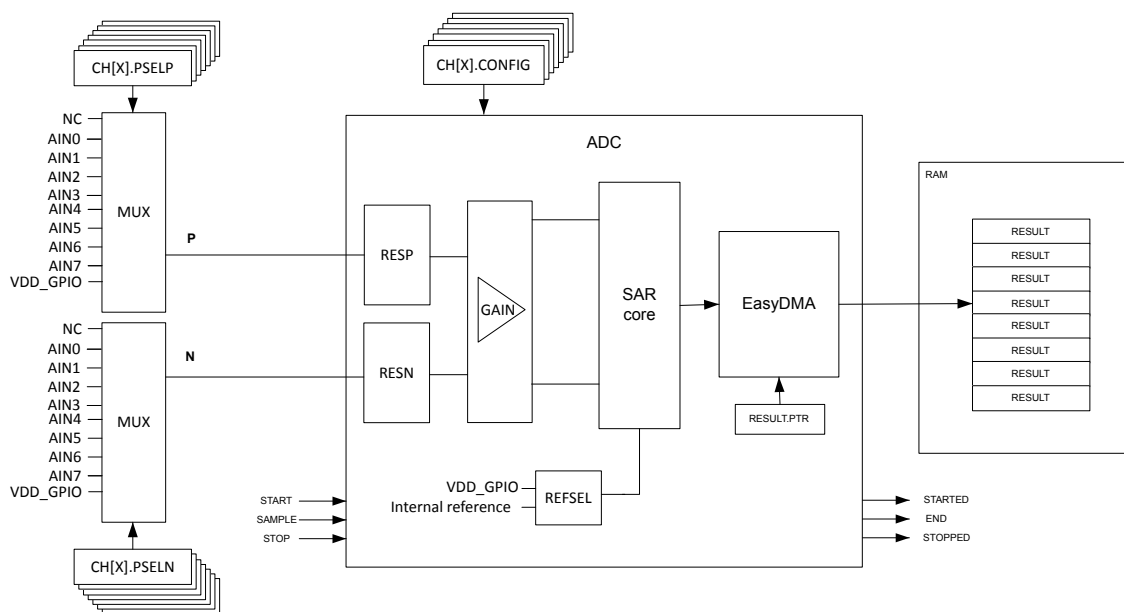 CH[X].PSELP
CH[X].CONFIG
NC
AIN0
AIN1
AIN2
AIN3
AIN4
AIN5
AIN6
AIN7
VDD_GPIO
MUX
P
NC
AIN0
AIN1
AIN2
AIN3
AIN4
AIN5
AIN6
AIN7
VDD_GPIO
MUX
N
CH[X].PSELN
ADC
RESP
RESN
GAIN
SAR
core
EasyDMA
RESULT.PTR
VDD_GPIO
Internal reference
REFSEL
START
SAMPLE
STOP
STARTED
END
STOPPED
RAM
RESULT
RESULT
RESULT
RESULT
RESULT
RESULT
RESULT
RESULT